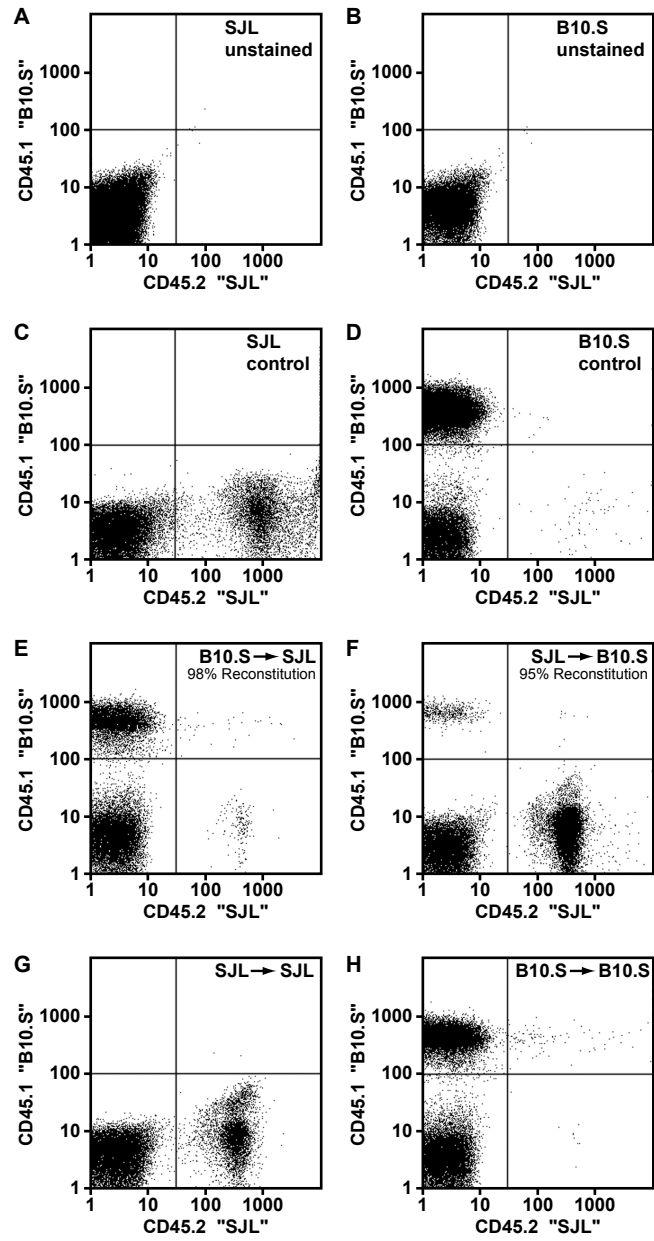 A
SJL
unstained
CD45.1 "B10.S"
1000
100
10
1
1 10 100 1000
CD45.2 "SJL"
B
B10.S
unstained
CD45.1 "B10.S"
1000
100
10
1
1 10 100 1000
CD45.2 "SJL"
C
SJL
control
CD45.1 "B10.S"
1000
100
10
1
1 10 100 1000
CD45.2 "SJL"
D
B10.S
control
CD45.1 "B10.S"
1000
100
10
1
1 10 100 1000
CD45.2 "SJL"
E
B10.S → SJL
98% Reconstitution
CD45.1 "B10.S"
1000
100
10
1
1 10 100 1000
CD45.2 "SJL"
F
SJL → B10.S
95% Reconstitution
CD45.1 "B10.S"
1000
100
10
1
1 10 100 1000
CD45.2 "SJL"
G
SJL → SJL
CD45.1 "B10.S"
1000
100
10
1
1 10 100 1000
CD45.2 "SJL"
H
B10.S → B10.S
CD45.1 "B10.S"
1000
100
10
1
1 10 100 1000
CD45.2 "SJL"